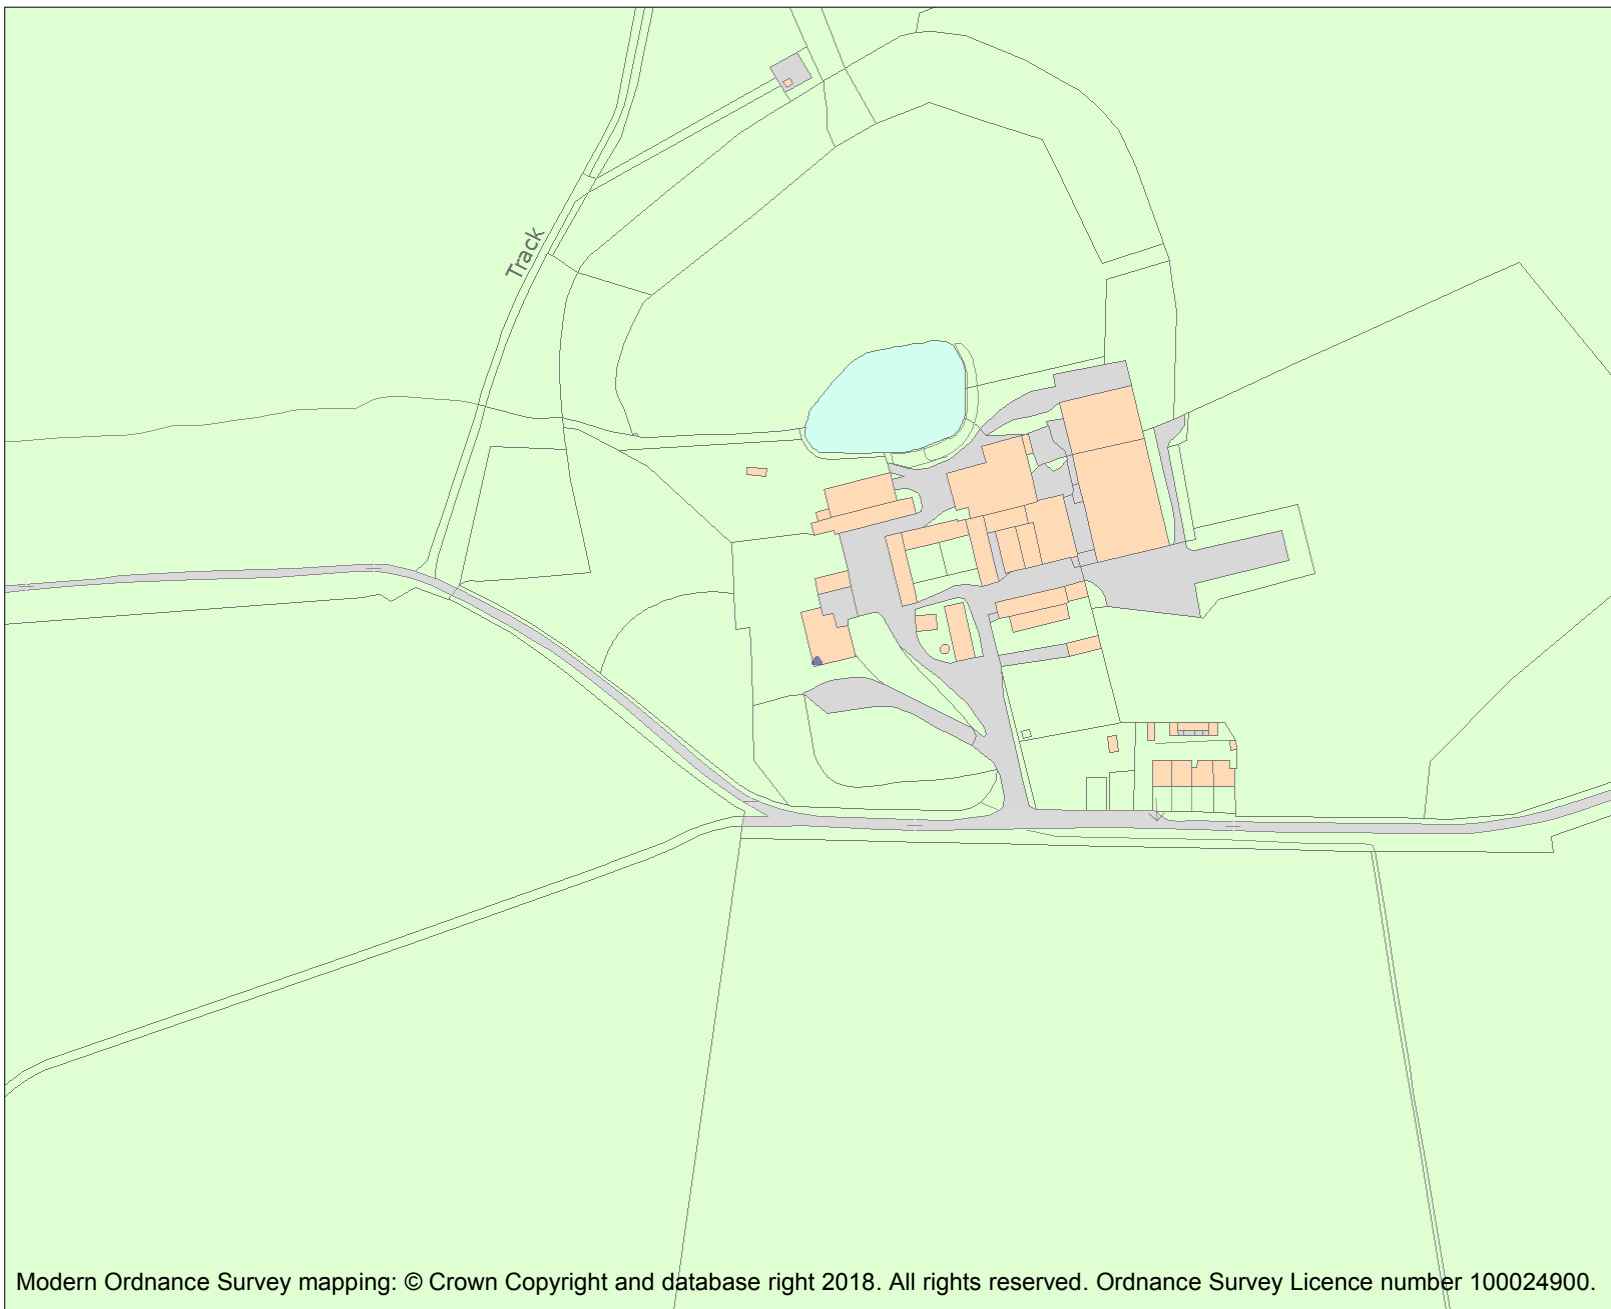 Track
Modern Ordnance Survey mapping: © Crown Copyright and database right 2018. All rights reserved. Ordnance Survey Licence number 100024900.